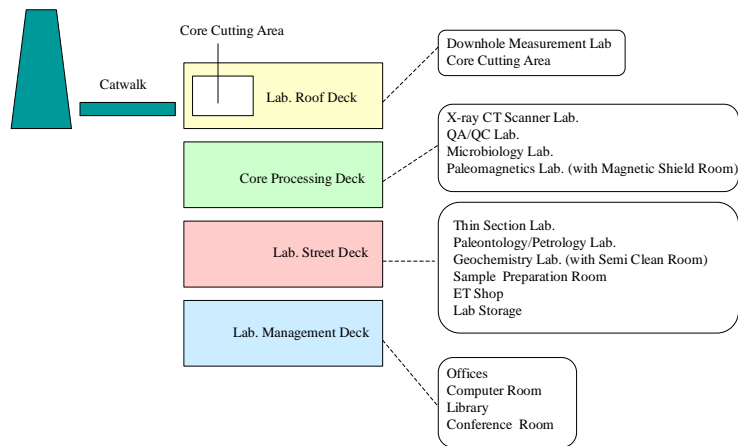 Core Cutting Area
Catwalk
Lab. Roof Deck
Downhole Measurement Lab
Core Cutting Area
Core Processing Deck
X-ray CT Scanner Lab.
QA/QC Lab.
Microbiology Lab.
Paleomagnetics Lab. (with Magnetic Shield Room)
Lab. Street Deck
Thin Section Lab.
Paleontology/Petrology Lab.
Geochemistry Lab. (with Semi Clean Room)
Sample Preparation Room
ET Shop
Lab Storage
Lab. Management Deck
Offices
Computer Room
Library
Conference Room